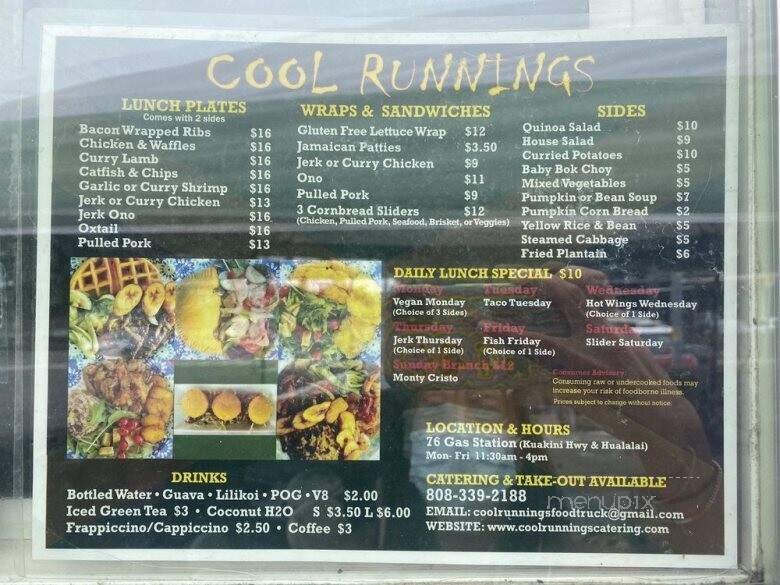 COOL RUNNINGS
LUNCH PLATES
Comes with 2 sides
Bacon Wrapped Ribs $16
Chicken & Waffles $16
Curry Lamb $16
Catfish & Chips $16
Garlic or Curry Shrimp $16
Jerk or Curry Chicken $13
Jerk Ono $16
Oxtail $16
Pulled Pork $13
WRAPS & SANDWICHES
Gluten Free Lettuce Wrap $12
Jamaican Patties $3.50
Jerk or Curry Chicken $9
Ono $11
Pulled Pork $9
3 Cornbread Sliders $12
(Chicken, Pulled Pork, Seafood, Brisket, or Veggies)
SIDES
Quinoa Salad $10
House Salad $9
Curried Potatoes $10
Baby Bok Choy $5
Mixed Vegetables $5
Pumpkin or Bean Soup $7
Pumpkin Corn Bread $2
Yellow Rice & Bean $5
Steamed Cabbage $5
Fried Plantain $6
DAILY LUNCH SPECIAL $10
Monday Tuesday Wednesday
Vegan Monday Taco Tuesday Hot Wings Wednesday
(Choice of 3 Sides) (Choice of 1 Side)
Thursday Friday Saturday
Jerk Thursday Fish Friday Slider Saturday
(Choice of 1 Side) (Choice of 1 Side)
Sunday Brunch $12
Monty Cristo
Consumer Advisory
Consuming raw or undercooked foods may
increase your risk of foodborne illness.
Prices subject to change without notice.
LOCATION & HOURS
76 Gas Station (Kuakini Hwy & Hualalai)
Mon- Fri 11:30am - 4pm
CATERING & TAKE-OUT AVAILABLE
808-339-2188
EMAIL: coolrunningsfoodtruck@gmail.com
WEBSITE: www.coolrunningscatering.com
DRINKS
Bottled Water • Guava • Lilikoi • POG • V8 $2.00
Iced Green Tea $3 • Coconut H2O S $3.50 L $6.00
Frappiccino/Cappiccino $2.50 • Coffee $3
menupix